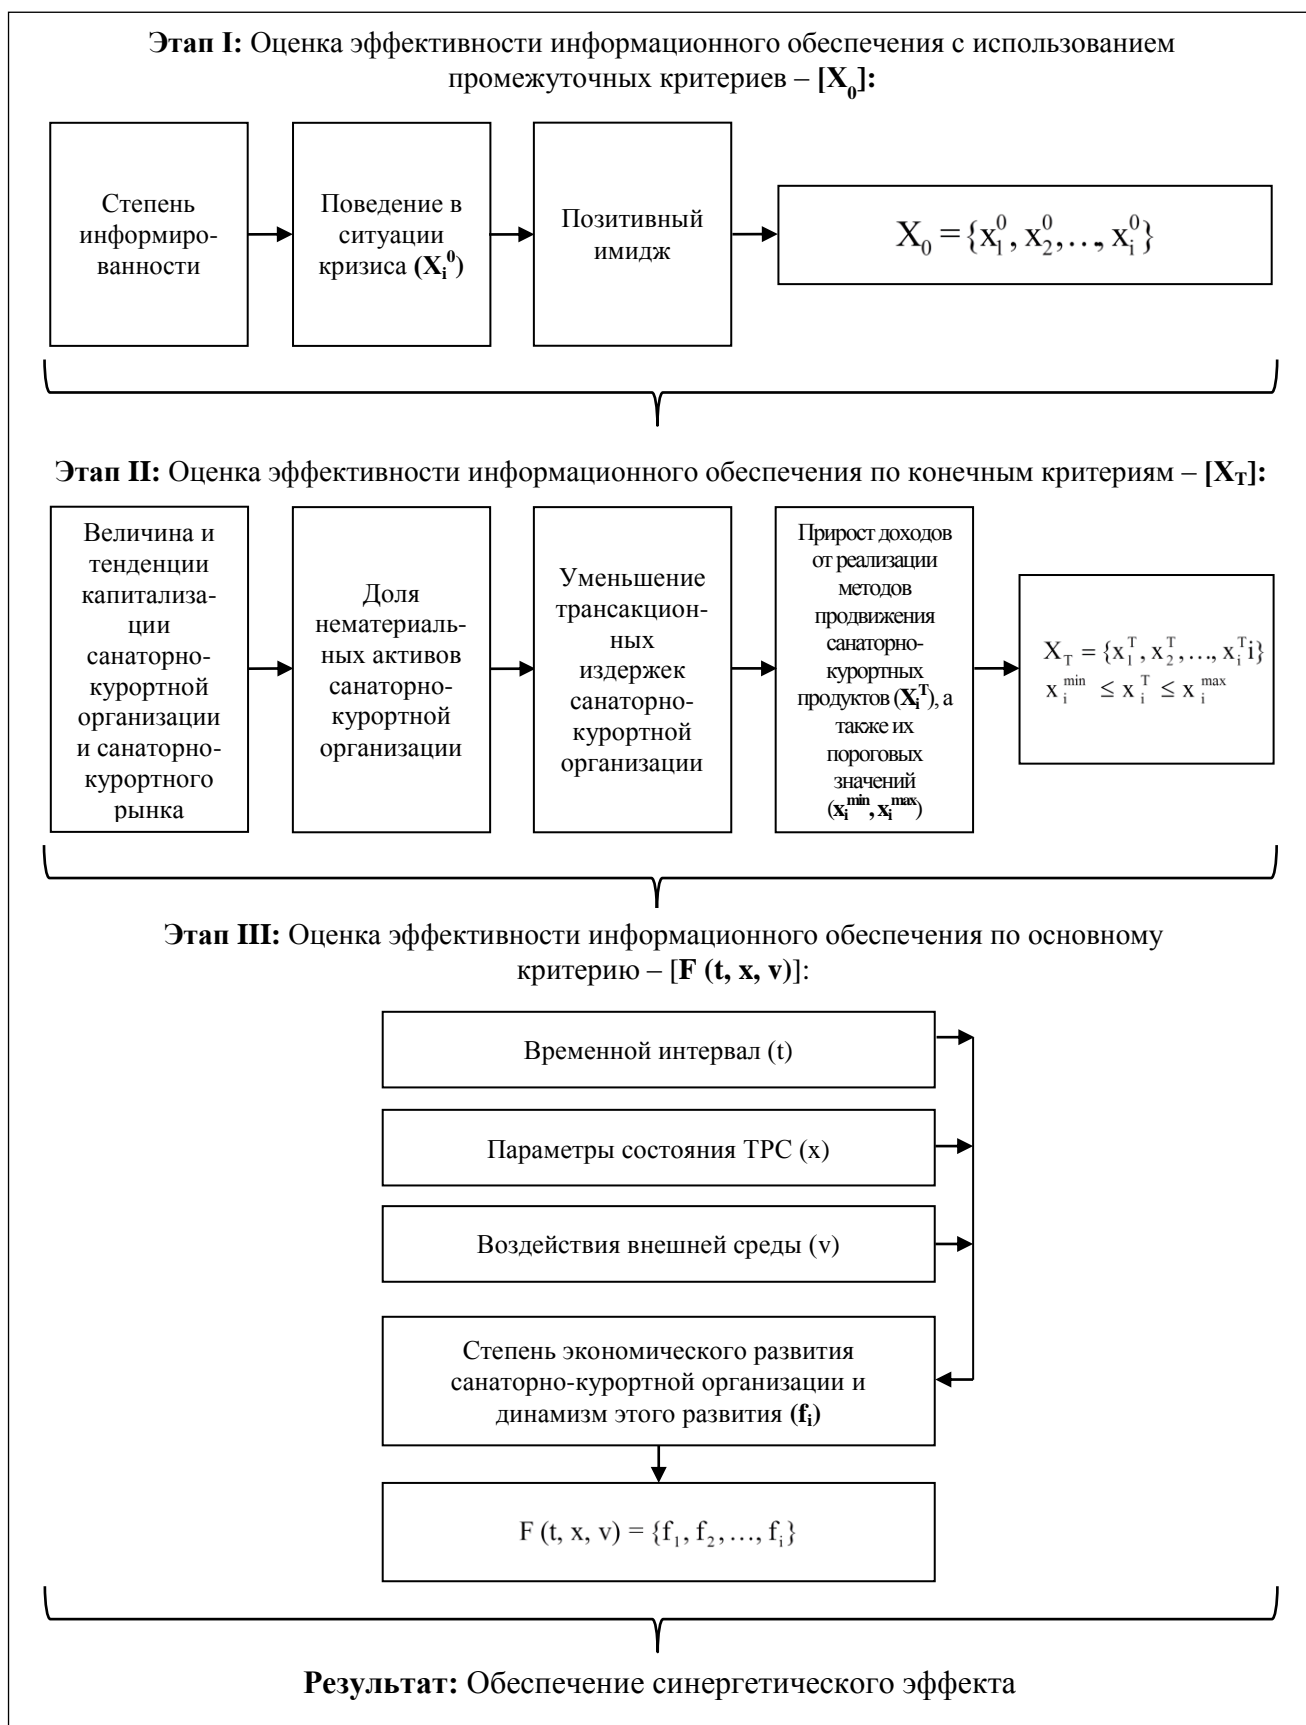 Этап I: Оценка эффективности информационного обеспечения с использованием
промежуточных критериев – [X₀]:
Степень
информиро-
ванности
Поведение в
ситуации
кризиса (Xᵢ⁰)
Позитивный
имидж
X₀ = {x₁⁰, x₂⁰, …, xᵢ⁰}
Этап II: Оценка эффективности информационного обеспечения по конечным критериям – [X_T]:
Величина и
тенденции
капитализа-
ции
санаторно-
курортной
организации
и санаторно-
курортного
рынка
Доля
нематериаль-
ных активов
санаторно-
курортной
организации
Уменьшение
трансакцион-
ных
издержек
санаторно-
курортной
организации
Прирост доходов
от реализации
методов
продвижения
санаторно-
курортных
продуктов (Xᵢᵀ), а
также их
пороговых
значений
(xᵢᵐⁱⁿ, xᵢᵐᵃˣ)
X_T = {x₁ᵀ, x₂ᵀ, …, xᵢᵀi}
xᵢᵐⁱⁿ ≤ xᵢᵀ ≤ xᵢᵐᵃˣ
Этап III: Оценка эффективности информационного обеспечения по основному
критерию – [F (t, x, v)]:
Временной интервал (t)
Параметры состояния ТРС (x)
Воздействия внешней среды (v)
Степень экономического развития
санаторно-курортной организации и
динамизм этого развития (fᵢ)
F (t, x, v) = {f₁, f₂, …, fᵢ}
Результат: Обеспечение синергетического эффекта